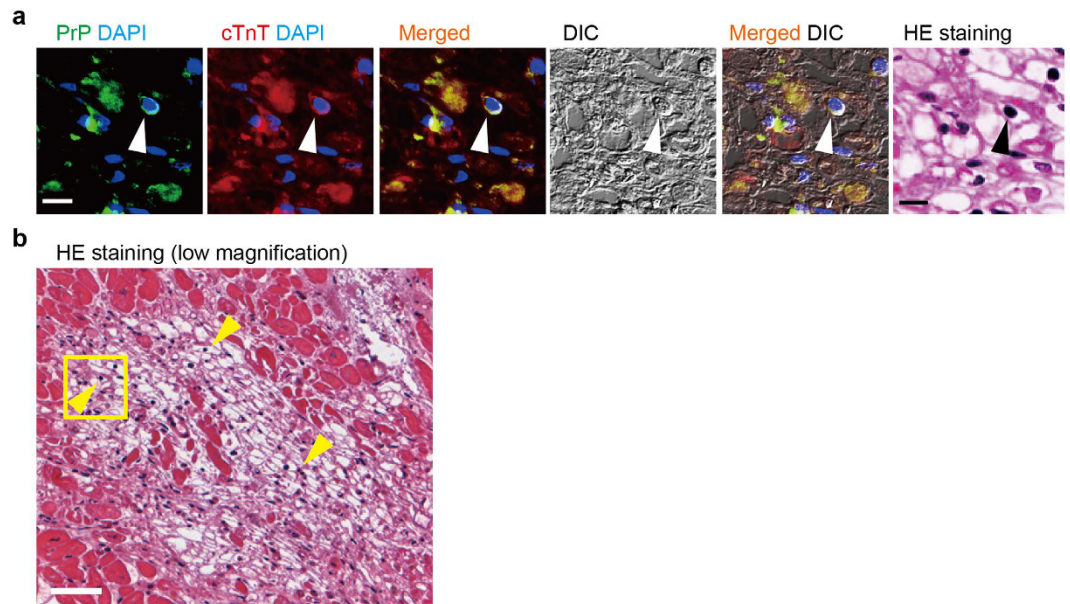 a
PrP DAPI cTnT DAPI Merged DIC Merged DIC HE staining
b
HE staining (low magnification)